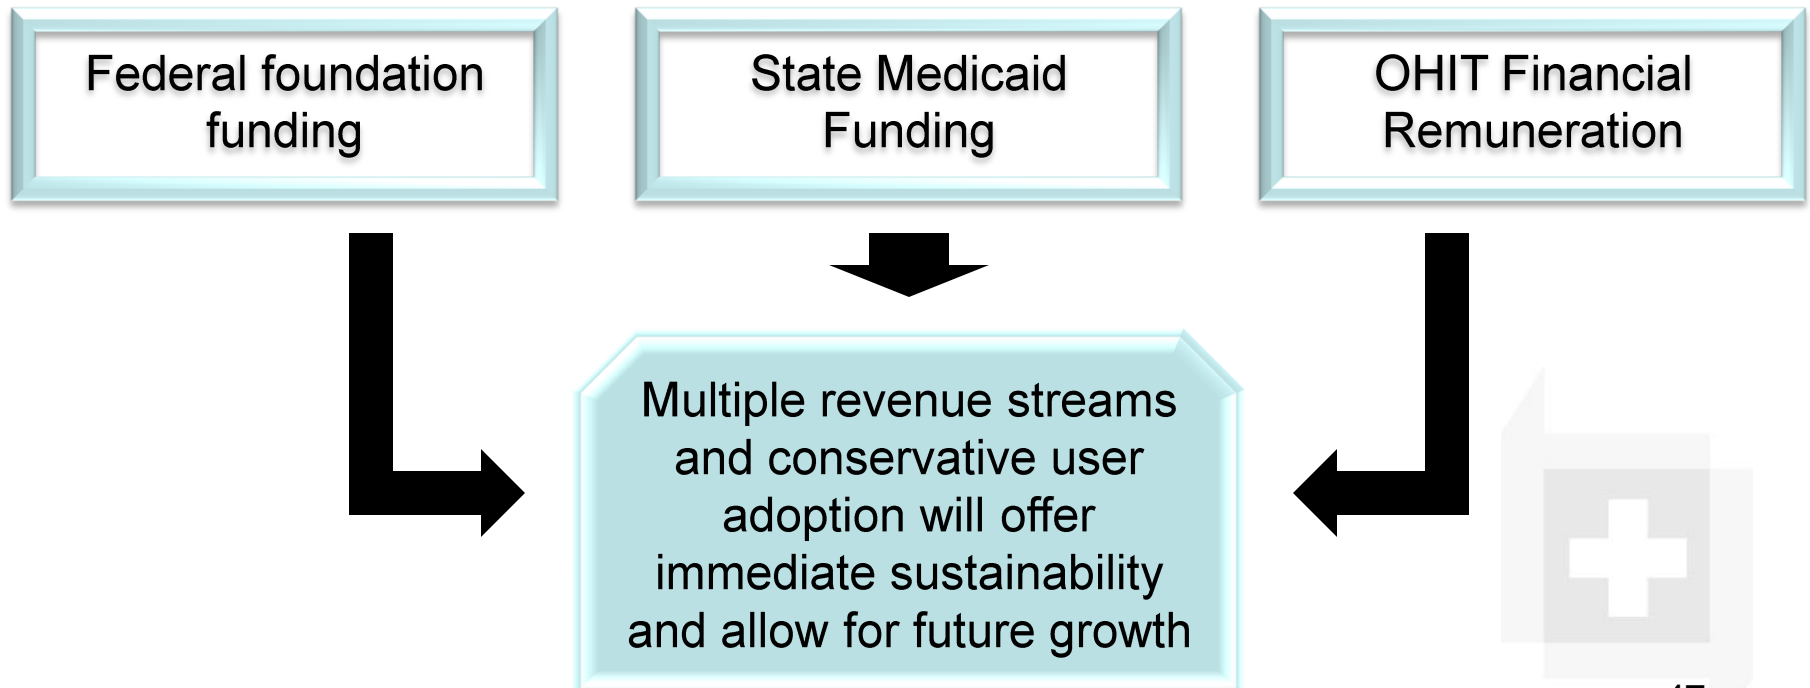 Federal foundation
funding
State Medicaid
Funding
OHIT Financial
Remuneration
Multiple revenue streams
and conservative user
adoption will offer
immediate sustainability
and allow for future growth